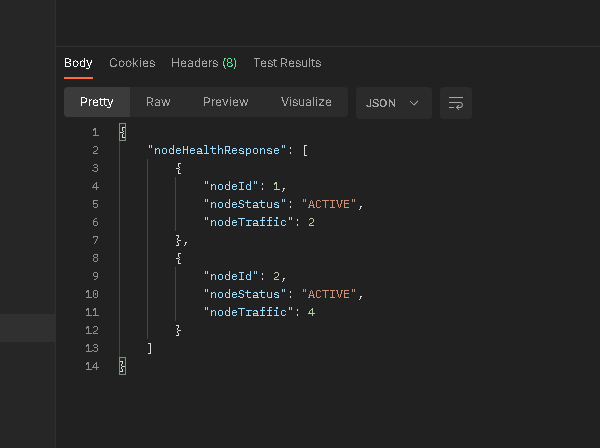 Body Cookies Headers (8) Test Results
Pretty Raw Preview Visualize JSON
1 {
2 "nodeHealthResponse": [
3 {
4 "nodeId": 1,
5 "nodeStatus": "ACTIVE",
6 "nodeTraffic": 2
7 },
8 {
9 "nodeId": 2,
10 "nodeStatus": "ACTIVE",
11 "nodeTraffic": 4
12 }
13 ]
14 }